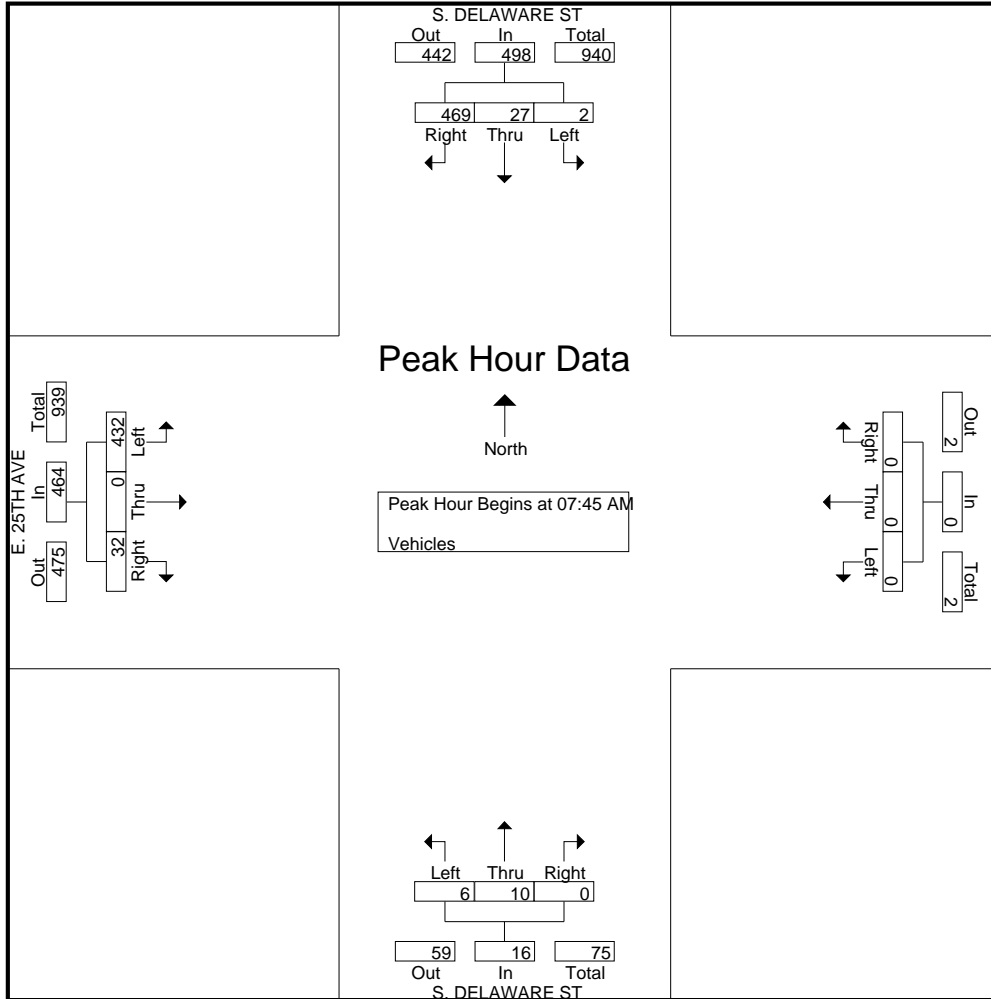 S. DELAWARE ST
Out In Total
442 498 940
469 27 2
Right Thru Left
Peak Hour Data
North
Peak Hour Begins at 07:45 AM
Vehicles
E. 25TH AVE
Out In Total
475 464 939
32 0 432
Right Thru Left
Out In Total
2 0 2
0 0 0
Right Thru Left
Left Thru Right
6 10 0
59 16 75
Out In Total
S. DELAWARE ST